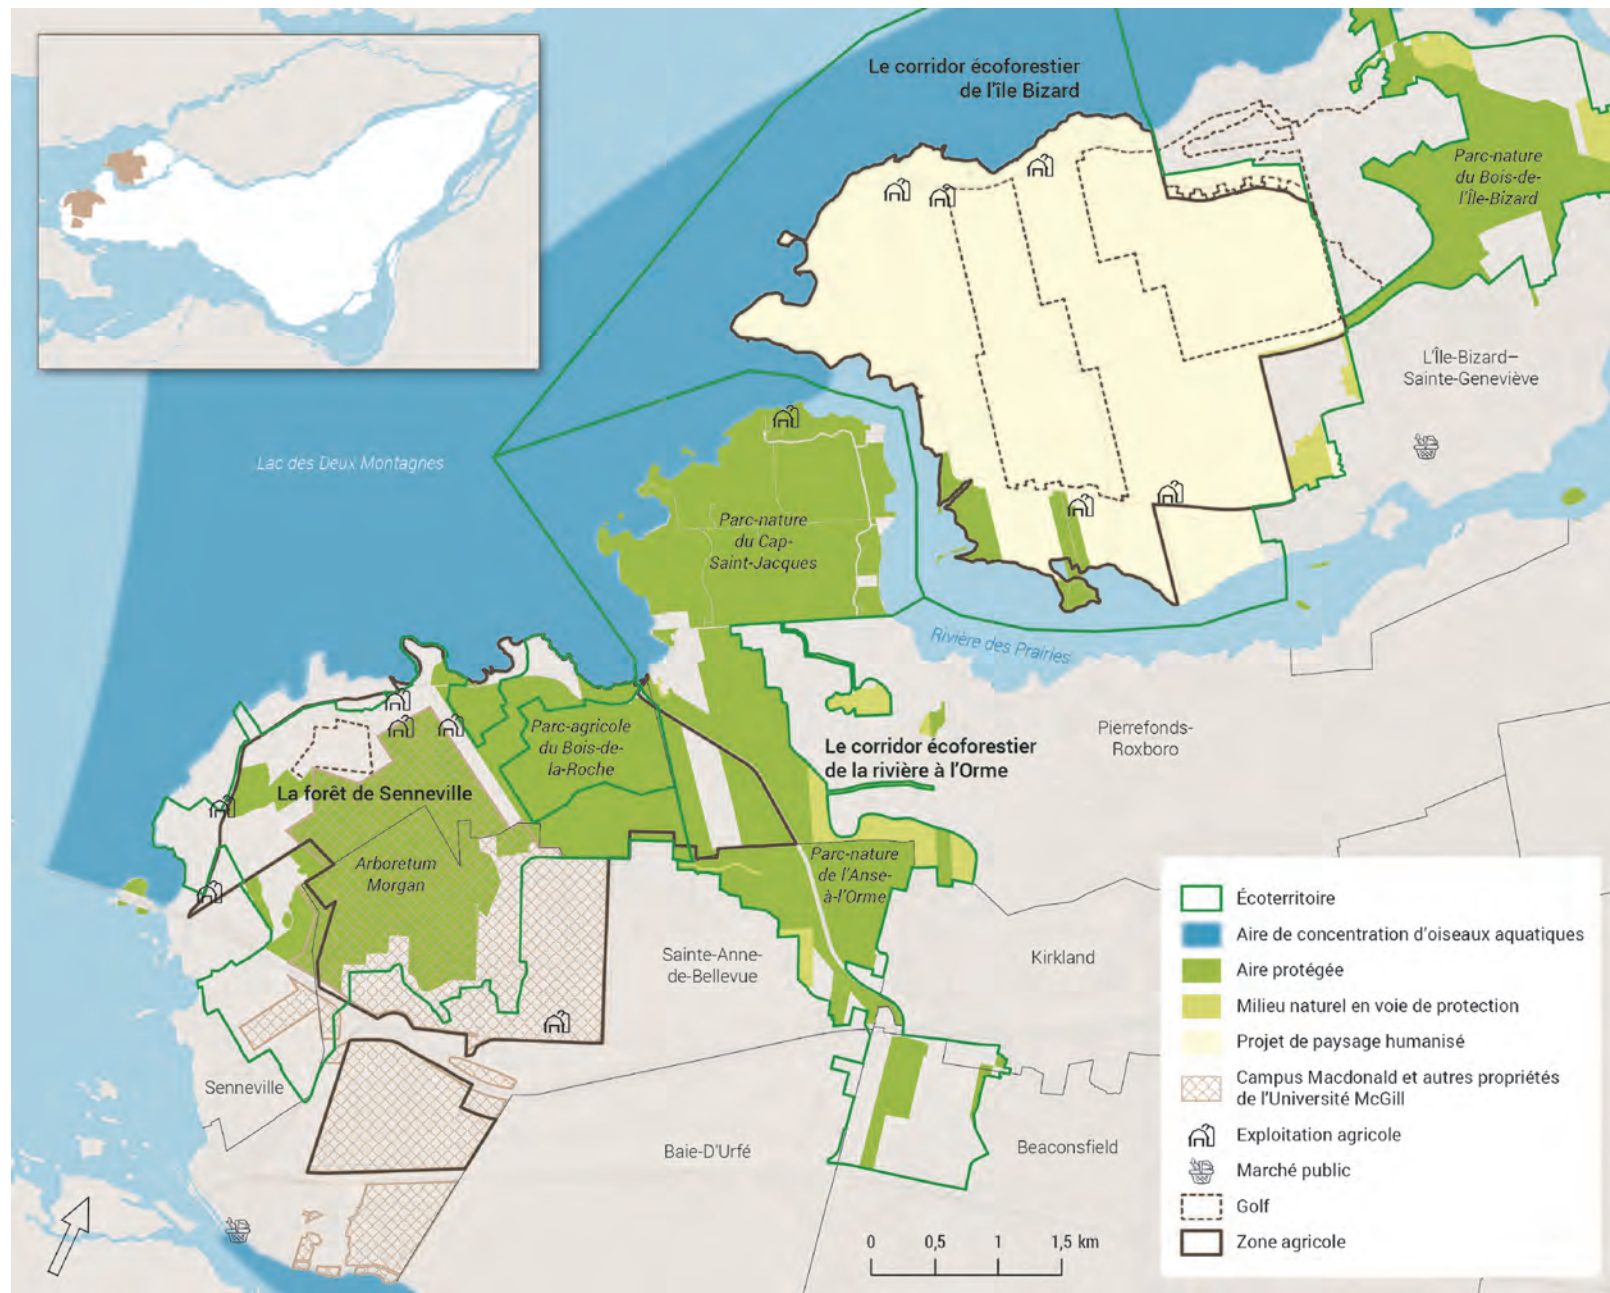 Le corridor écoforestier
de l'île Bizard
Parc-nature
du Bois-de-
l'Île-Bizard
L'Île-Bizard–
Sainte-Geneviève
Lac des Deux Montagnes
Parc-nature
du Cap-
Saint-Jacques
Rivière des Prairies
Parc-agricole
du Bois-de-
la-Roche
Le corridor écoforestier
de la rivière à l'Orme
Pierrefonds-
Roxboro
La forêt de Senneville
Arboretum
Morgan
Parc-nature
de l'Anse-
à-l'Orme
Sainte-Anne-
de-Bellevue
Kirkland
Senneville
Baie-D'Urfé
Beaconsfield
0 0,5 1 1,5 km
Écoterritoire
Aire de concentration d'oiseaux aquatiques
Aire protégée
Milieu naturel en voie de protection
Projet de paysage humanisé
Campus Macdonald et autres propriétés
de l'Université McGill
Exploitation agricole
Marché public
Golf
Zone agricole